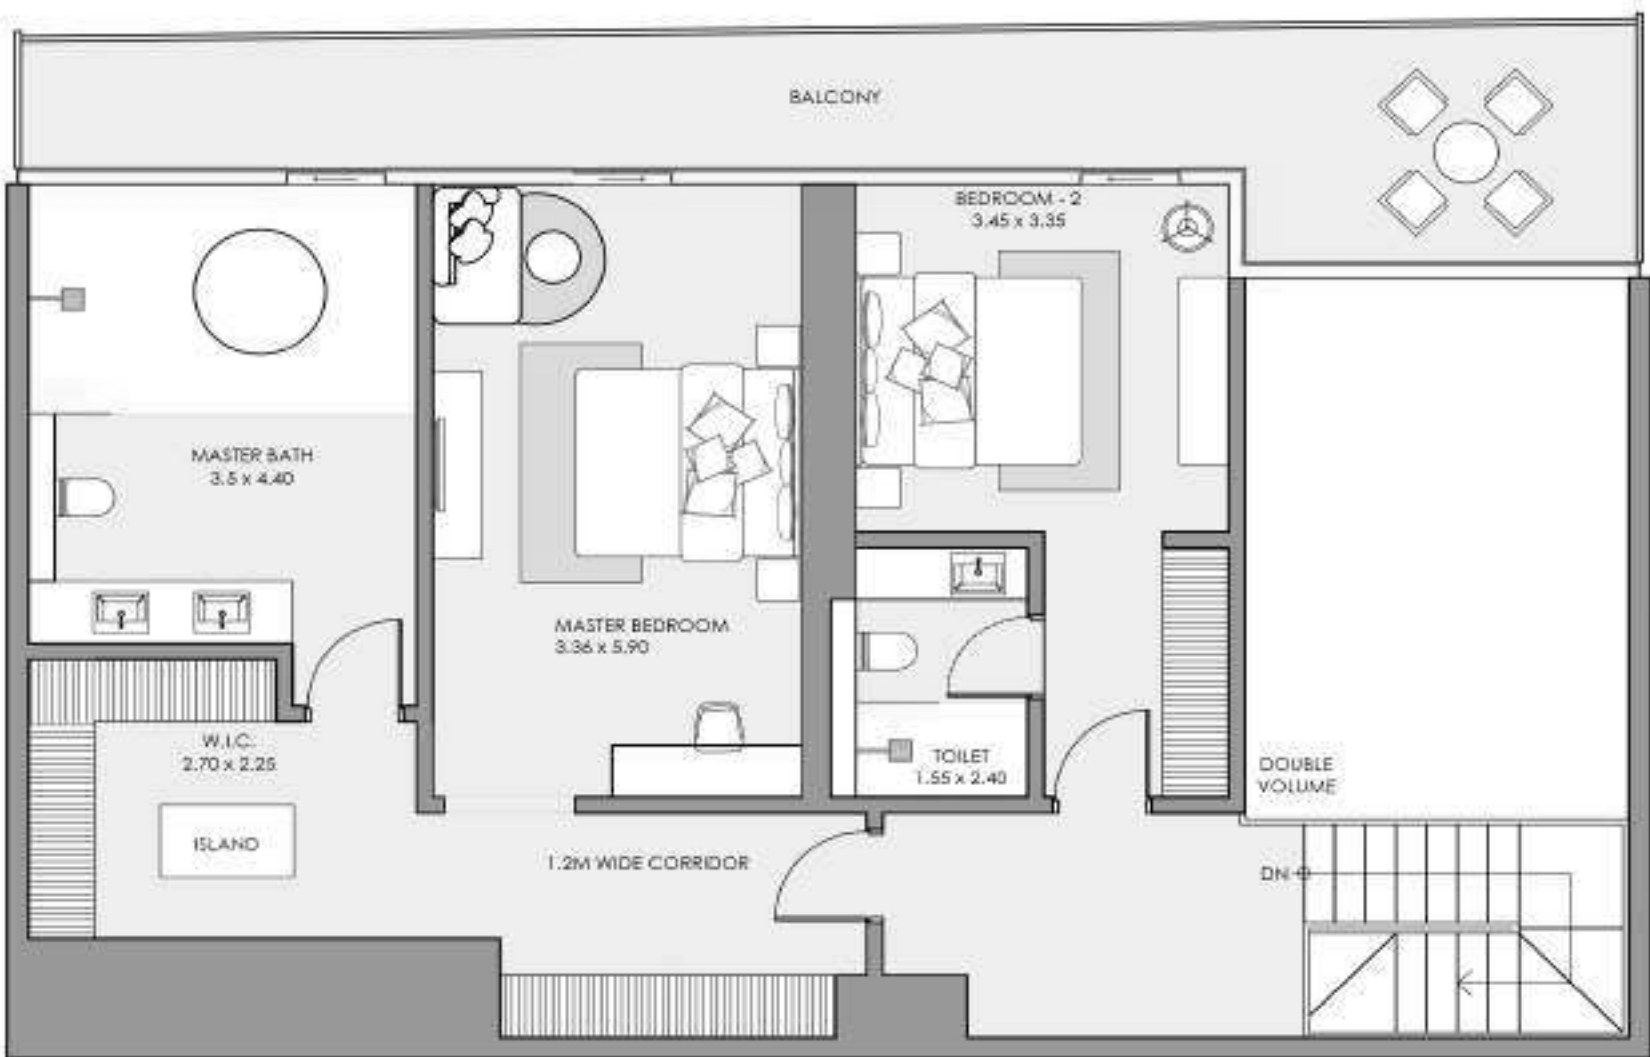 BALCONY
BEDROOM - 2
3.45 x 3.35
MASTER BATH
3.5 x 4.40
MASTER BEDROOM
3.36 x 5.90
W.I.C.
2.70 x 2.25
TOILET
1.55 x 2.40
DOUBLE
VOLUME
ISLAND
1.2M WIDE CORRIDOR
DN